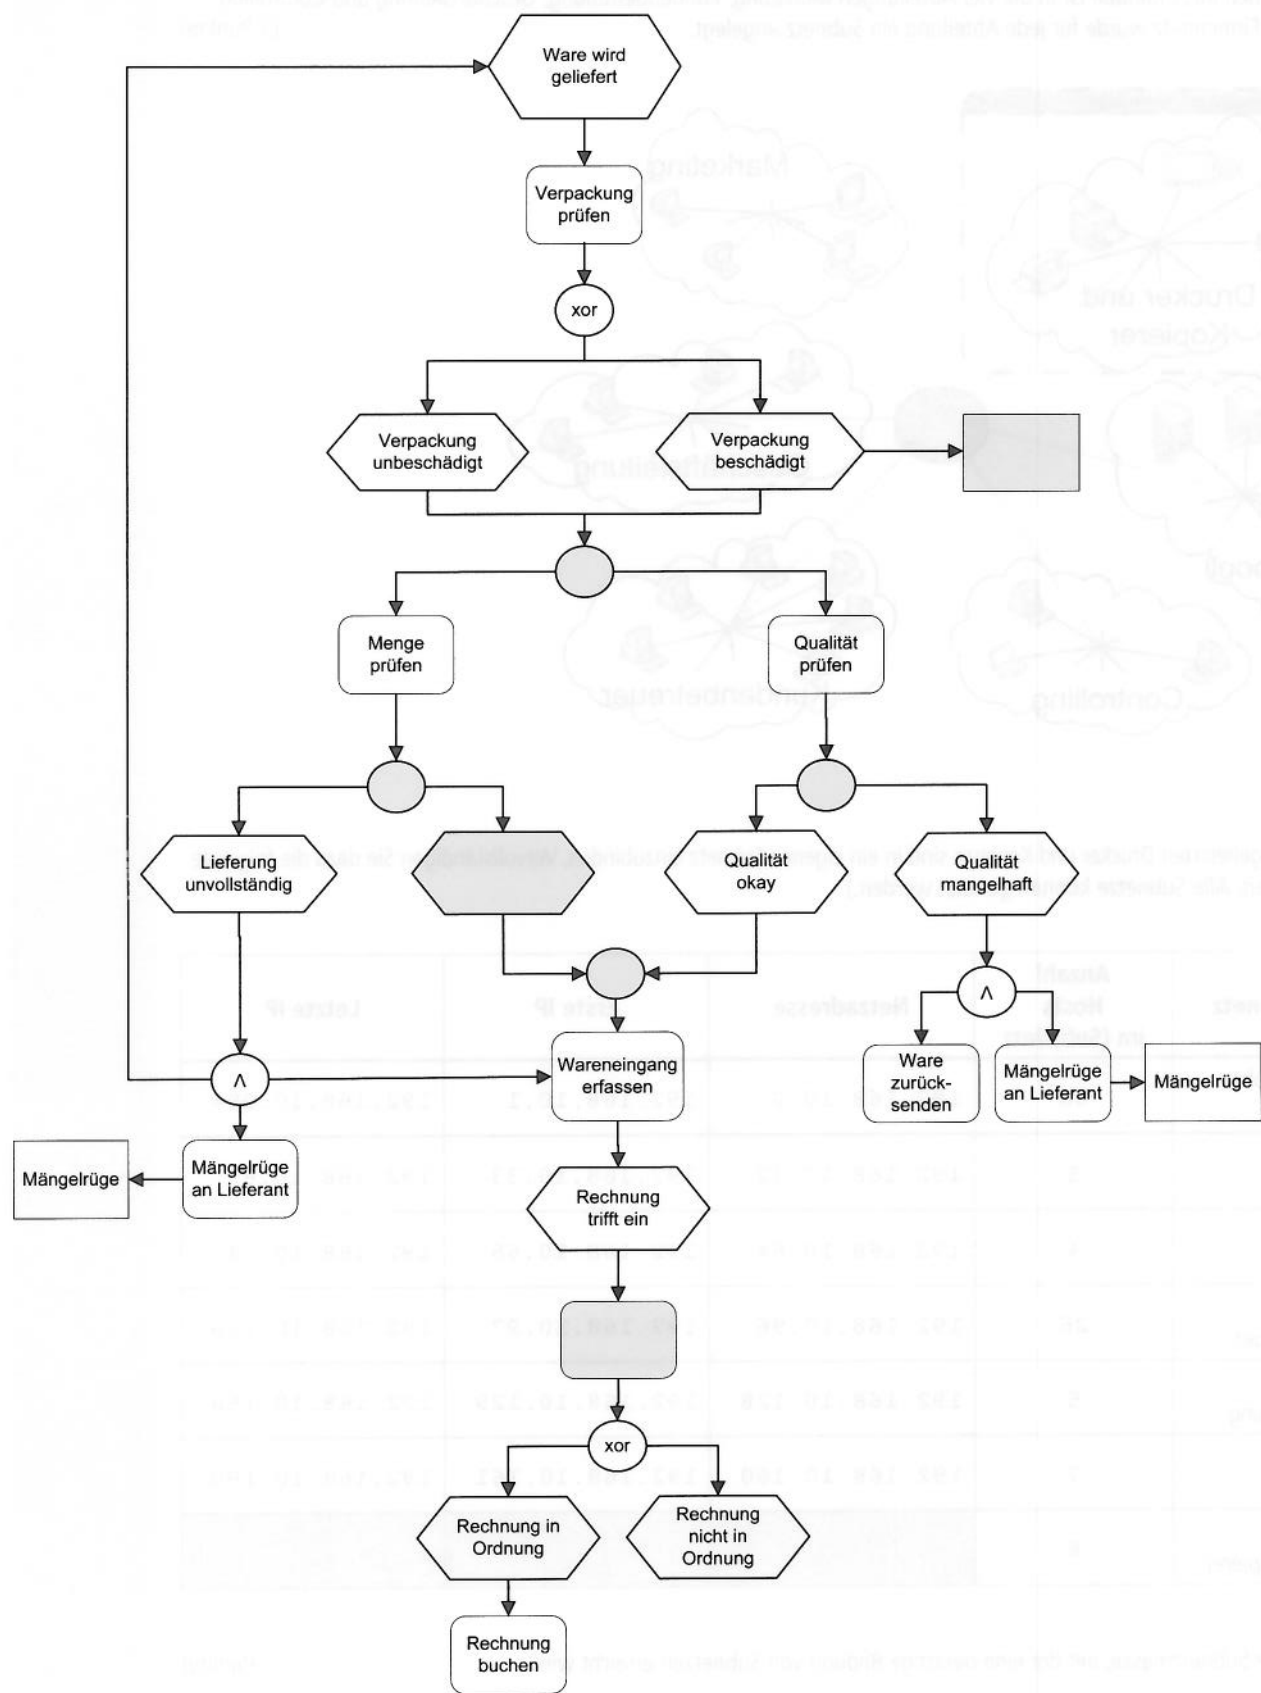 Ware wird
geliefert
Verpackung
prüfen
xor
Verpackung
unbeschädigt
Verpackung
beschädigt
Menge
prüfen
Qualität
prüfen
Lieferung
unvollständig
Qualität
okay
Qualität
mangelhaft
Λ
Λ
Wareneingang
erfassen
Ware
zurück-
senden
Mängelrüge
an Lieferant
Mängelrüge
Mängelrüge
Mängelrüge
an Lieferant
Rechnung
trifft ein
xor
Rechnung in
Ordnung
Rechnung
nicht in
Ordnung
Rechnung
buchen